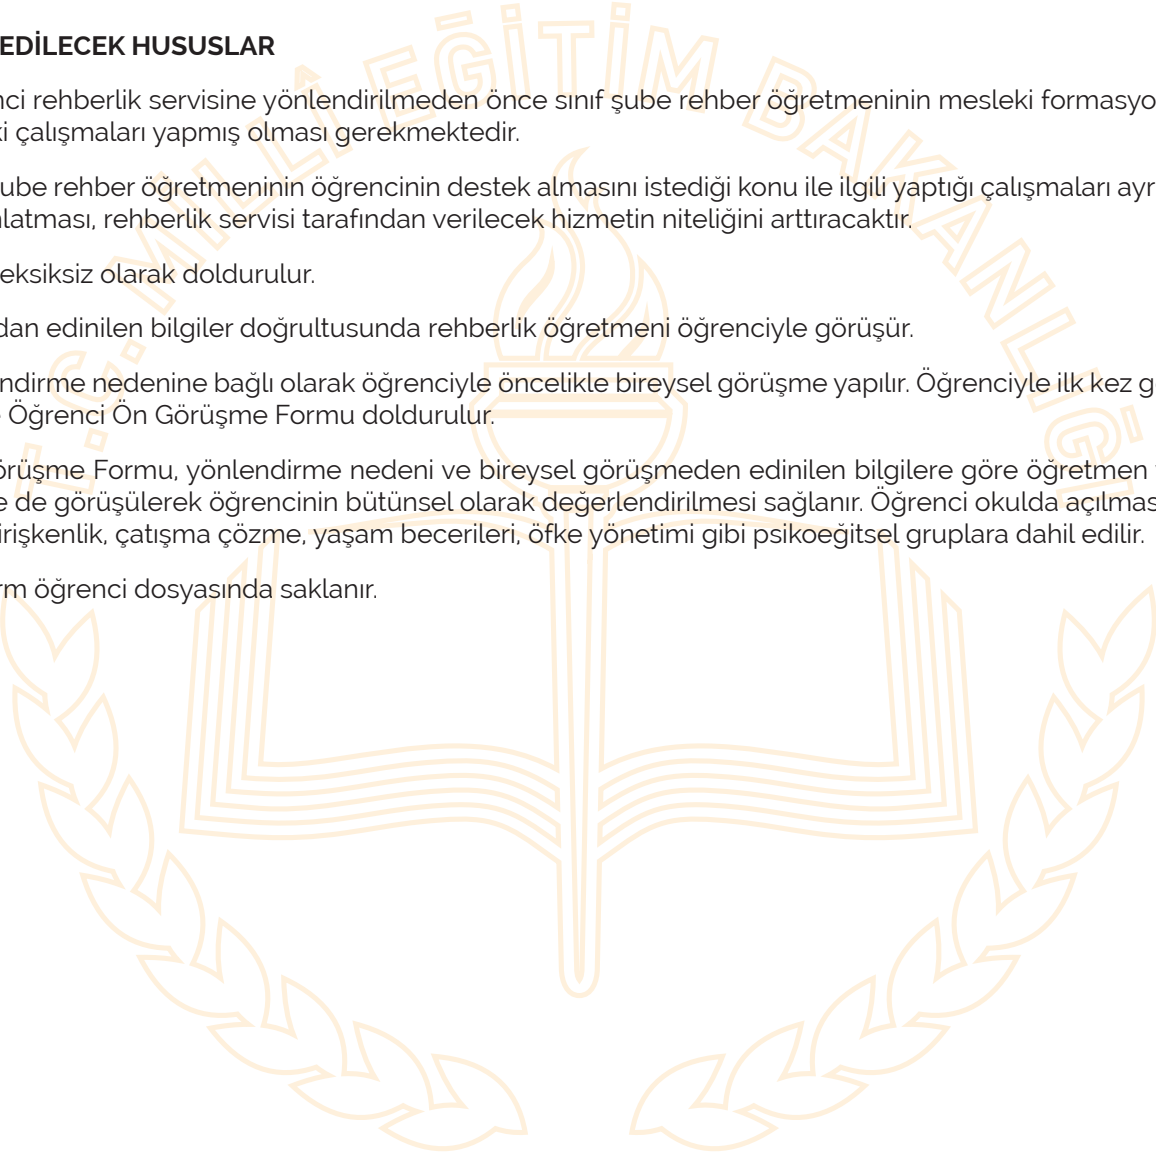 EDİLECEK HUSUSLAR
nci rehberlik servisine yönlendirilmeden önce sınıf şube rehber öğretmeninin mesleki formasyo
ki çalışmaları yapmış olması gerekmektedir.
ube rehber öğretmeninin öğrencinin destek almasını istediği konu ile ilgili yaptığı çalışmaları ayr
latması, rehberlik servisi tarafından verilecek hizmetin niteliğini arttıracaktır.
eksiksiz olarak doldurulur.
dan edinilen bilgiler doğrultusunda rehberlik öğretmeni öğrenciyle görüşür.
ndirme nedenine bağlı olarak öğrenciyle öncelikle bireysel görüşme yapılır. Öğrenciyle ilk kez g
Öğrenci Ön Görüşme Formu doldurulur.
örüşme Formu, yönlendirme nedeni ve bireysel görüşmeden edinilen bilgilere göre öğretmen
e de görüşülerek öğrencinin bütünsel olarak değerlendirilmesi sağlanır. Öğrenci okulda açılmas
irişkenlik, çatışma çözme, yaşam becerileri, öfke yönetimi gibi psikoeğitsel gruplara dahil edilir.
rm öğrenci dosyasında saklanır.
T.C. MİLLÎ EĞİTİM BAKANLIĞI